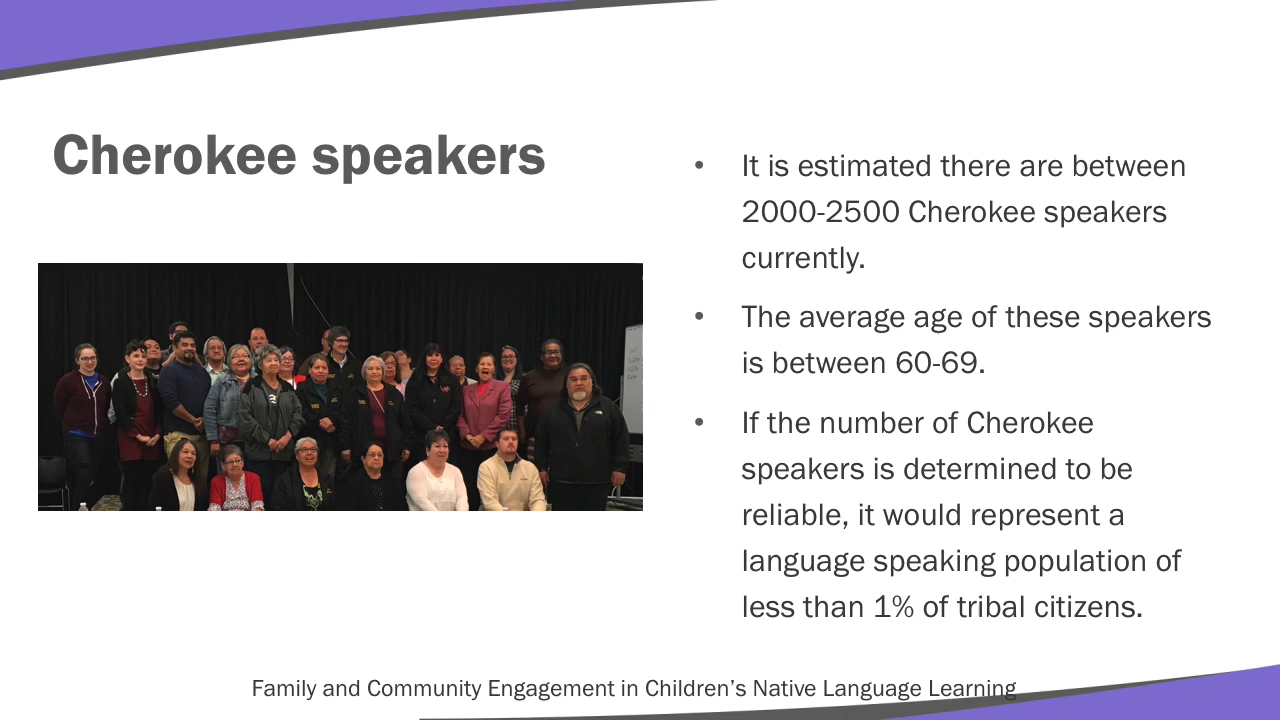 Cherokee speakers
• It is estimated there are between
2000-2500 Cherokee speakers
currently.
• The average age of these speakers
is between 60-69.
• If the number of Cherokee
speakers is determined to be
reliable, it would represent a
language speaking population of
less than 1% of tribal citizens.
Family and Community Engagement in Children’s Native Language Learning